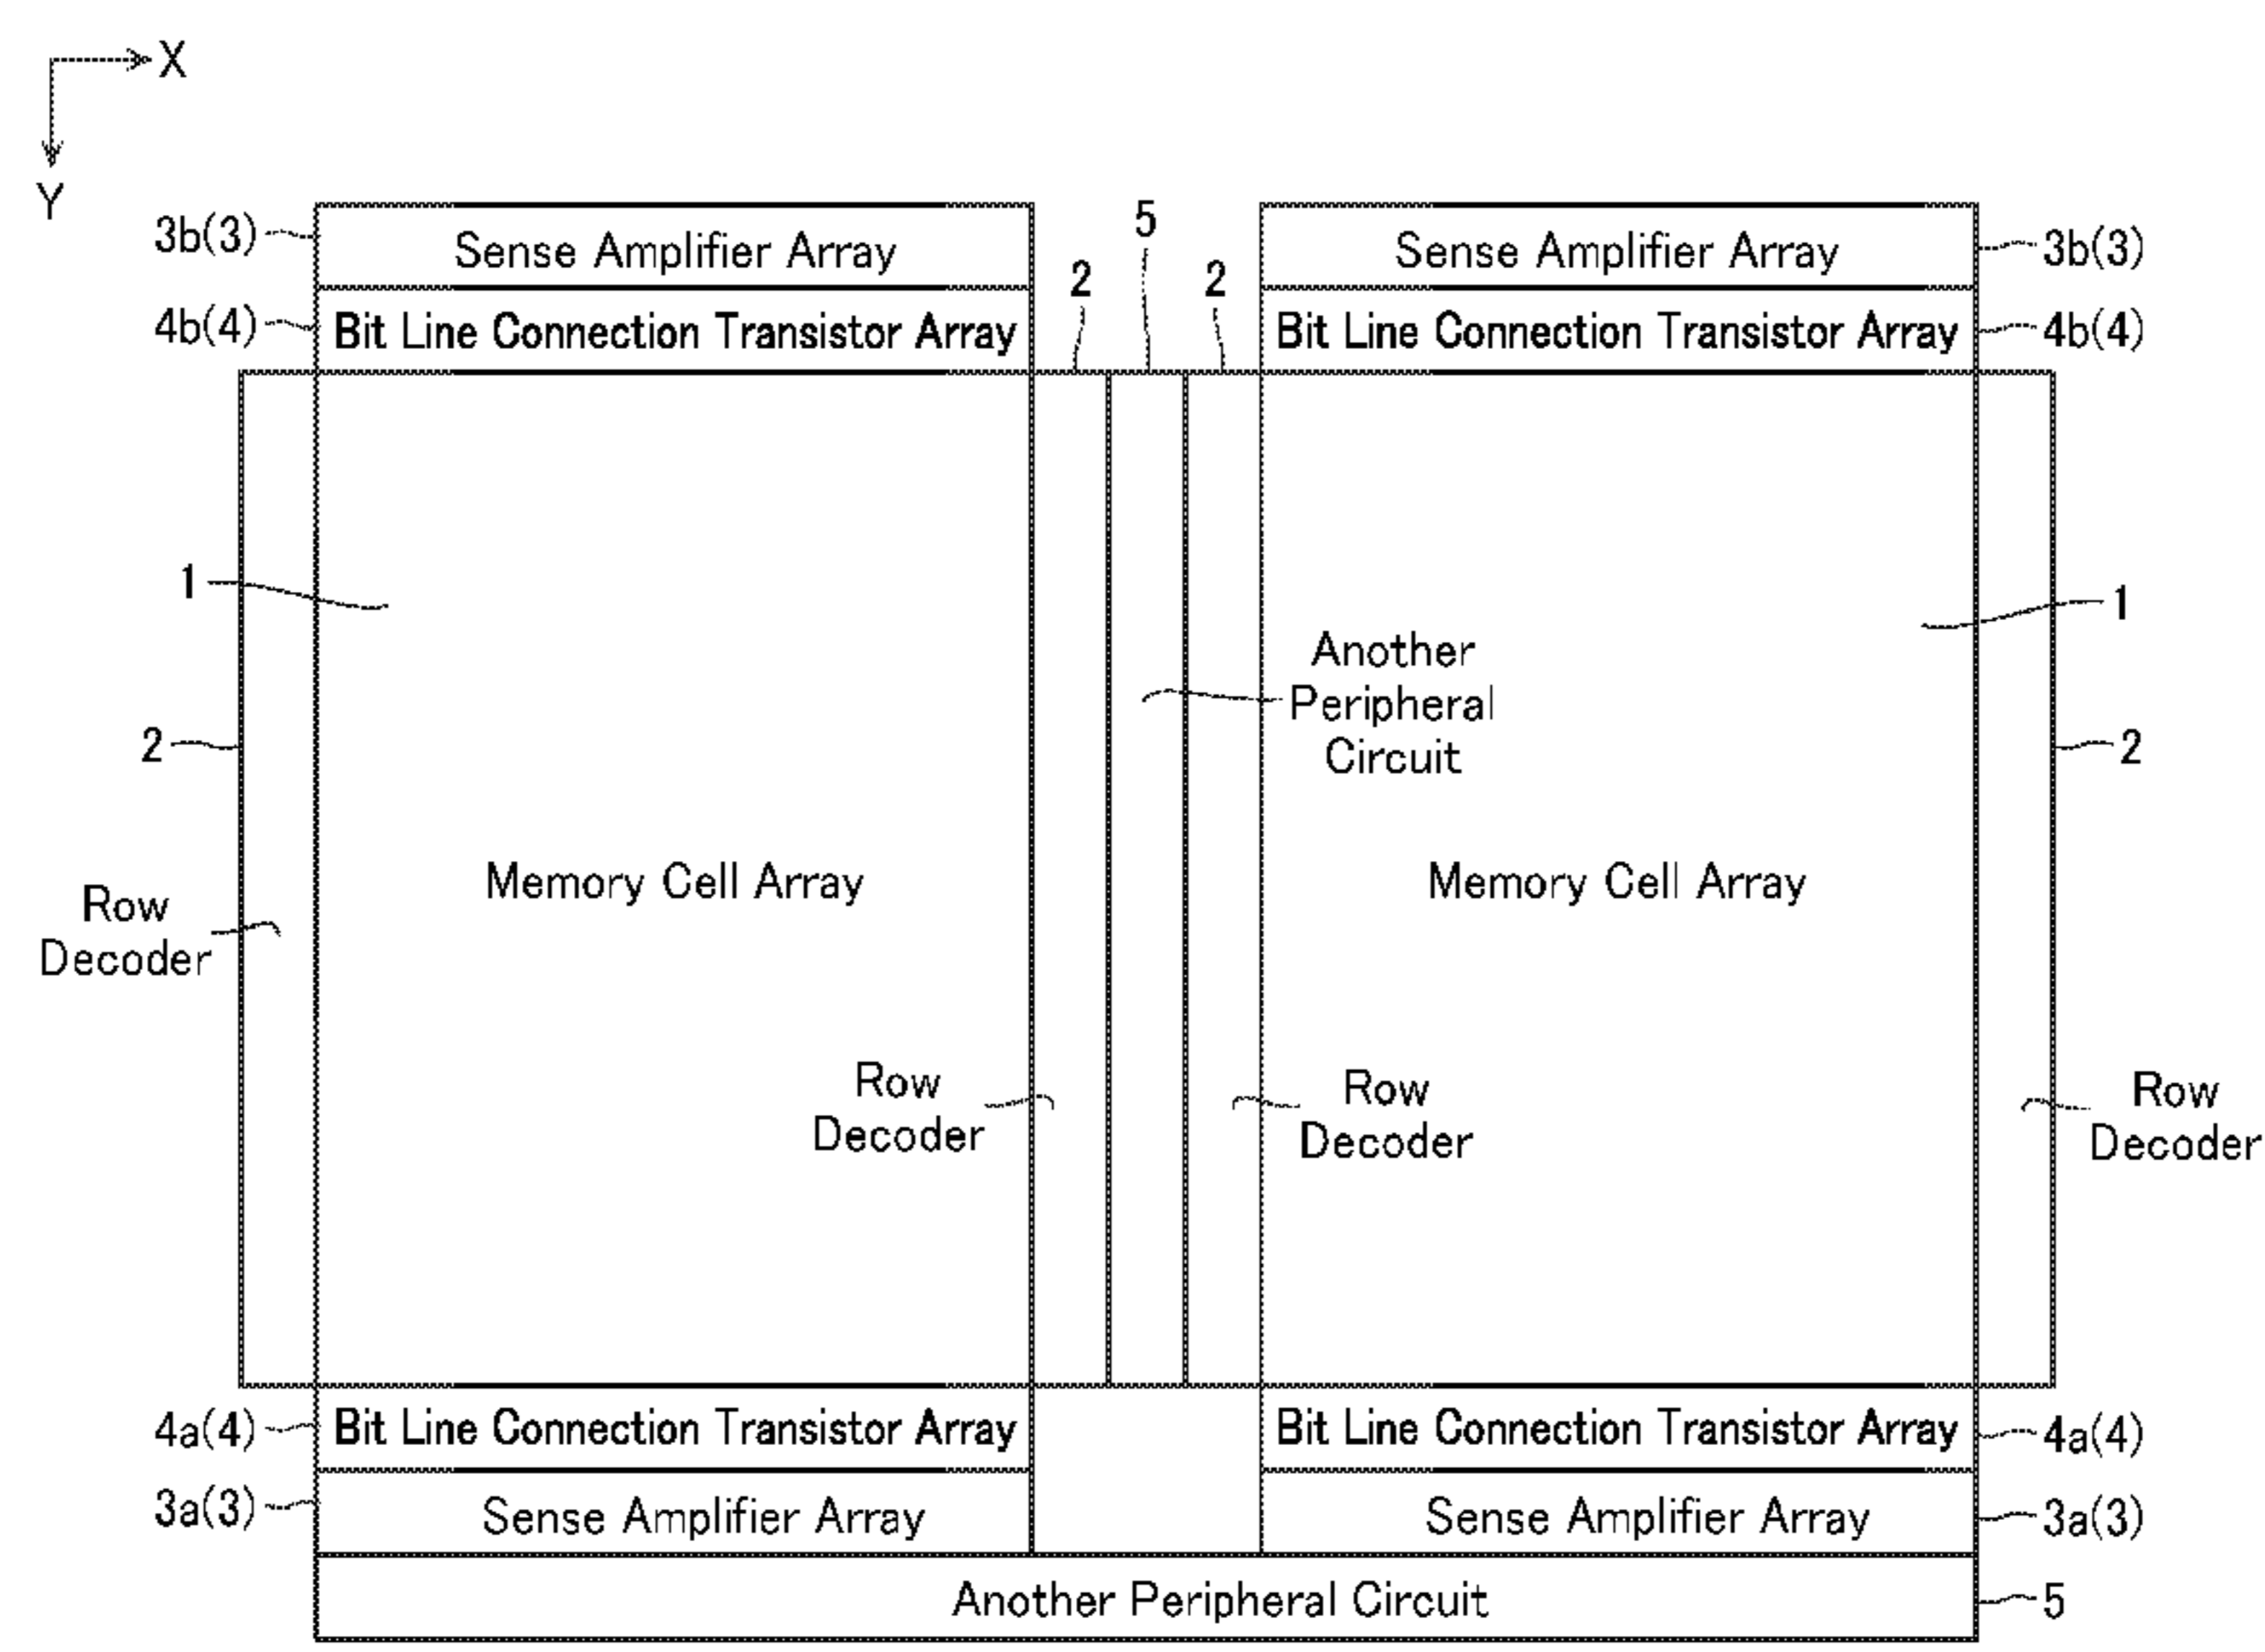 X
Y
3b(3)
Sense Amplifier Array
5
Sense Amplifier Array
3b(3)
4b(4)
Bit Line Connection Transistor Array
2
2
Bit Line Connection Transistor Array
4b(4)
1
1
Another
Peripheral
Circuit
2
2
Memory Cell Array
Memory Cell Array
Row
Decoder
Row
Decoder
Row
Decoder
Row
Decoder
4a(4)
Bit Line Connection Transistor Array
Bit Line Connection Transistor Array
4a(4)
3a(3)
Sense Amplifier Array
Sense Amplifier Array
3a(3)
Another Peripheral Circuit
5